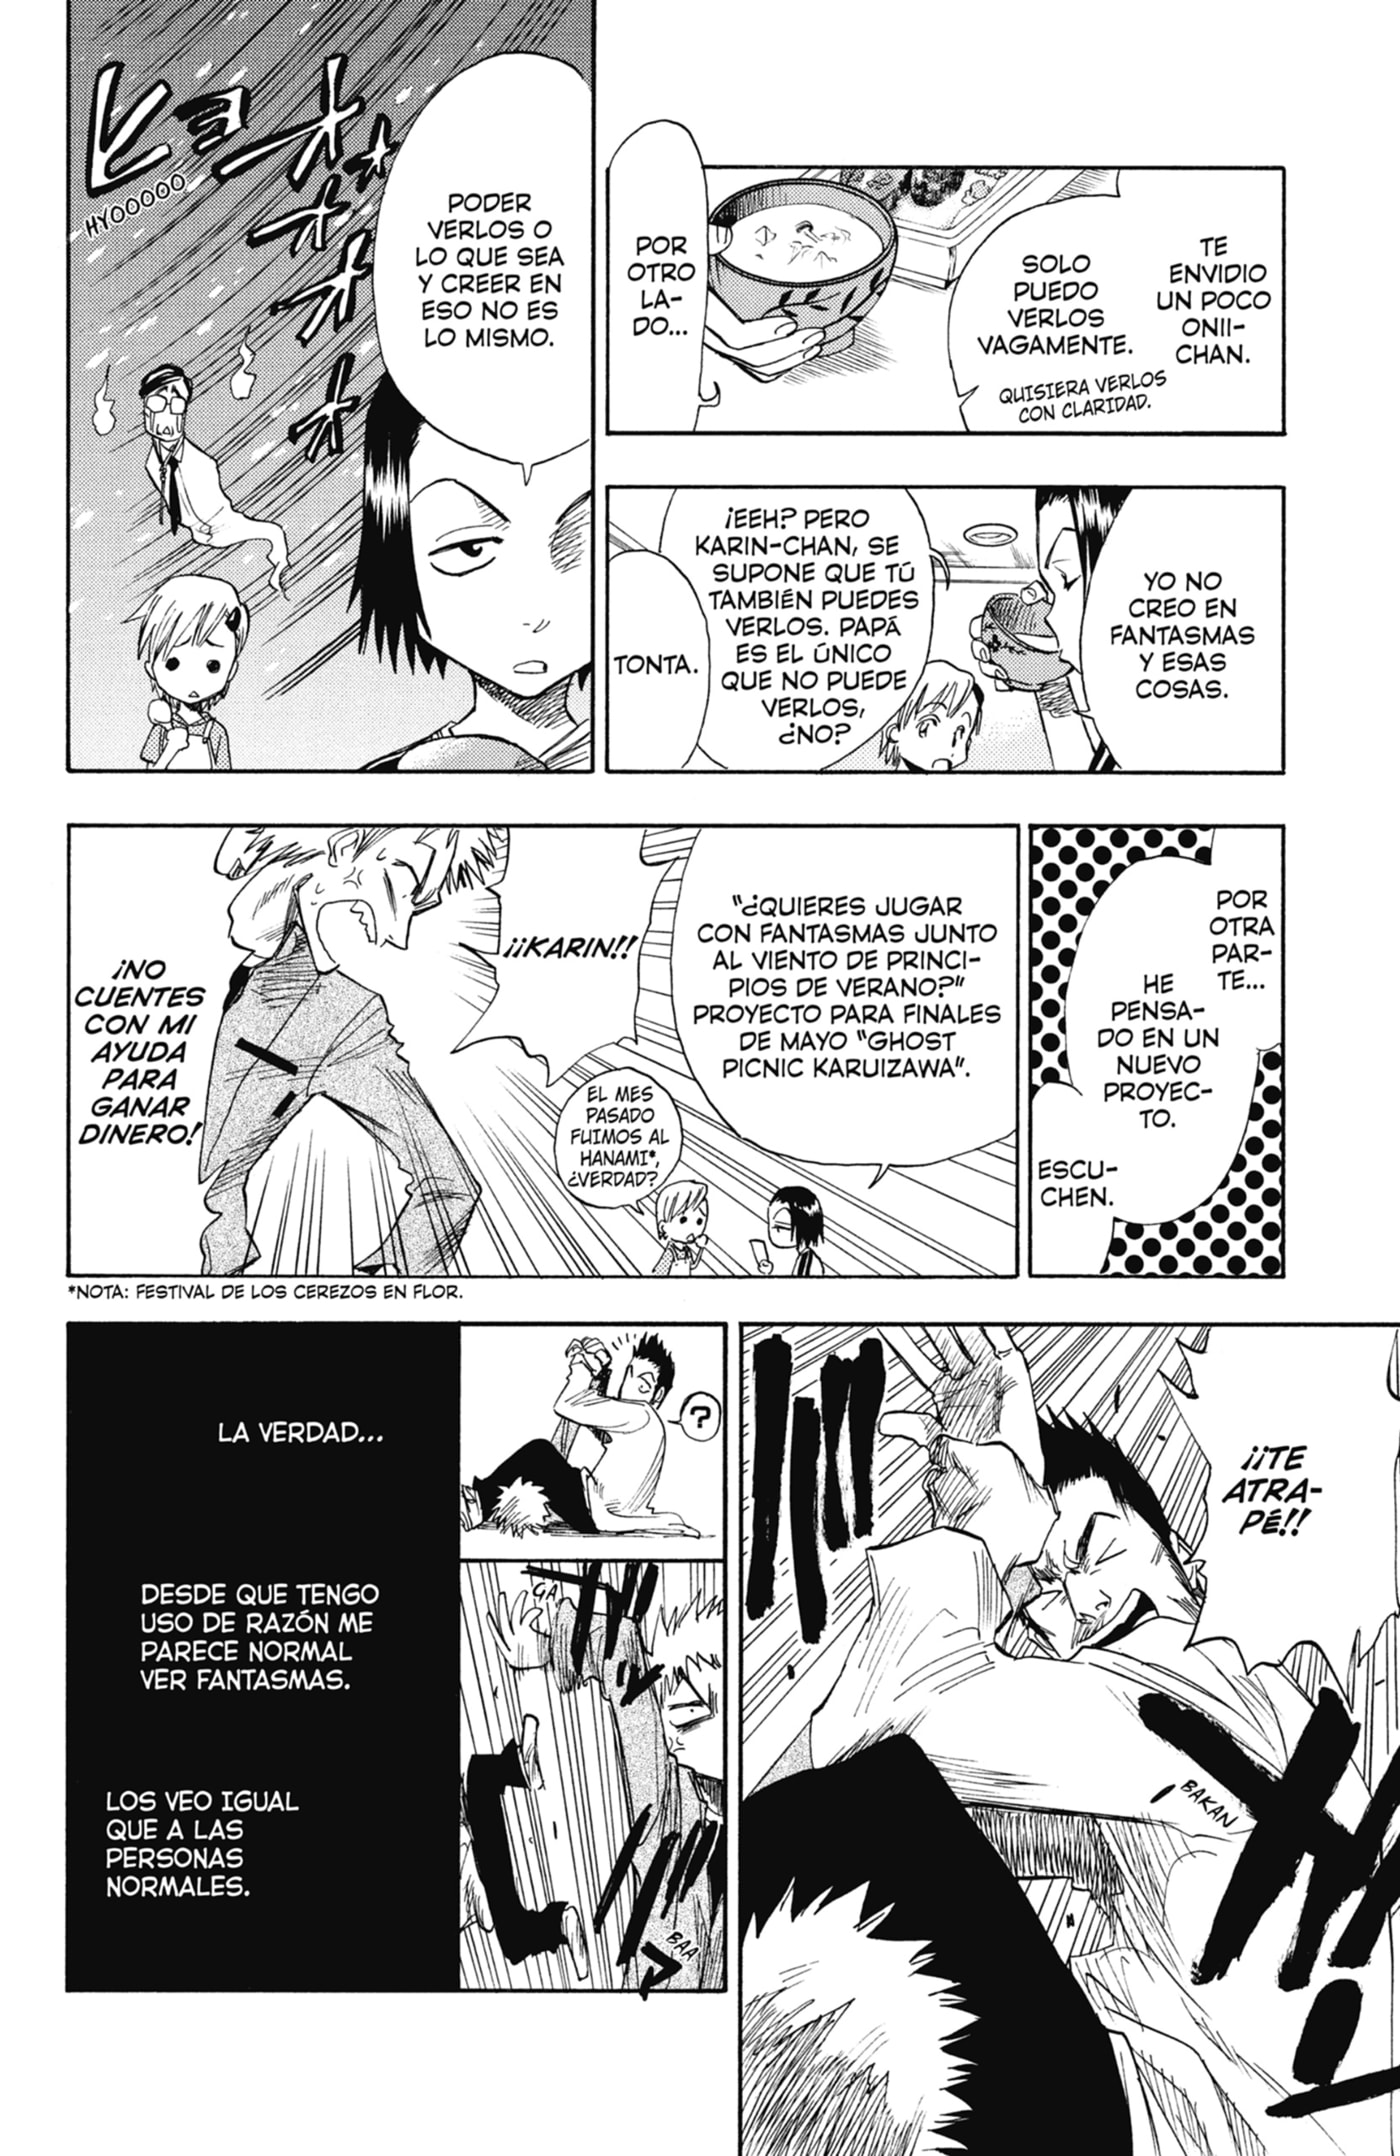 TE
ENVIDIO
UN POCO
ONII-
CHAN.
SOLO
PUEDO
VERLOS
VAGAMENTE.
QUISIERA VERLOS
CON CLARIDAD.
POR
OTRO
LA-
DO...
YO NO
CREO EN
FANTASMAS
Y ESAS
COSAS.
¡EEH? PERO
KARIN-CHAN, SE
SUPONE QUE TÚ
TAMBIÉN PUEDES
VERLOS. PAPÁ
ES EL ÚNICO
QUE NO PUEDE
VERLOS,
¿NO?
TONTA.
PODER
VERLOS O
LO QUE SEA
Y CREER EN
ESO NO ES
LO MISMO.
ヒョオオオオオオ
HYOOOOO
POR
OTRA
PAR-
TE...
HE
PENSA-
DO EN UN
NUEVO
PROYEC-
TO.
ESCU-
CHEN.
"¿QUIERES JUGAR
CON FANTASMAS JUNTO
AL VIENTO DE PRINCI-
PIOS DE VERANO?"
PROYECTO PARA FINALES
DE MAYO "GHOST
PICNIC KARUIZAWA".
¡¡KARIN!!
EL MES
PASADO
FUIMOS AL
HANAMI*,
¿VERDAD?
¡NO
CUENTES
CON MI
AYUDA
PARA
GANAR
DINERO!
*NOTA: FESTIVAL DE LOS CEREZOS EN FLOR.
¡¡TE
ATRA-
PÉ!!
BAKAN
?
GA
BAA
LA VERDAD...
DESDE QUE TENGO
USO DE RAZÓN ME
PARECE NORMAL
VER FANTASMAS.
LOS VEO IGUAL
QUE A LAS
PERSONAS
NORMALES.